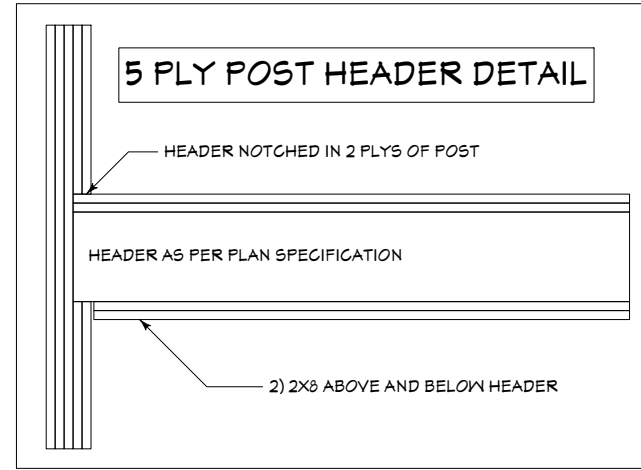 5 PLY POST HEADER DETAIL
HEADER NOTCHED IN 2 PLYS OF POST
HEADER AS PER PLAN SPECIFICATION
2) 2X8 ABOVE AND BELOW HEADER